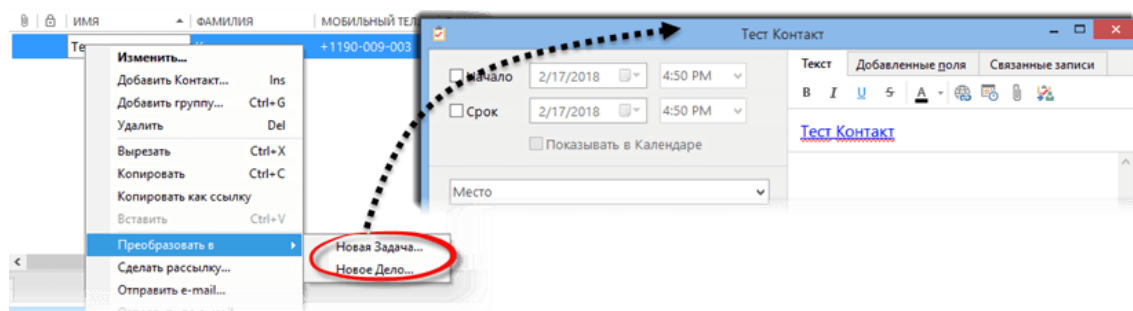 ИМЯ ФАМИЛИЯ МОБИЛЬНЫЙ ТЕЛ
+1190-009-003
Изменить...
Добавить Контакт... Ins
Добавить группу... Ctrl+G
Удалить Del
Вырезать Ctrl+X
Копировать Ctrl+C
Копировать как ссылку
Вставить Ctrl+V
Преобразовать в
Сделать рассылку...
Отправить e-mail...
Новая Задача...
Новое Дело...
Тест Контакт
Начало 2/17/2018 4:50 PM
Срок 2/17/2018 4:50 PM
Показывать в Календаре
Место
Текст Добавленные поля Связанные записи
B I U S A
Тест Контакт